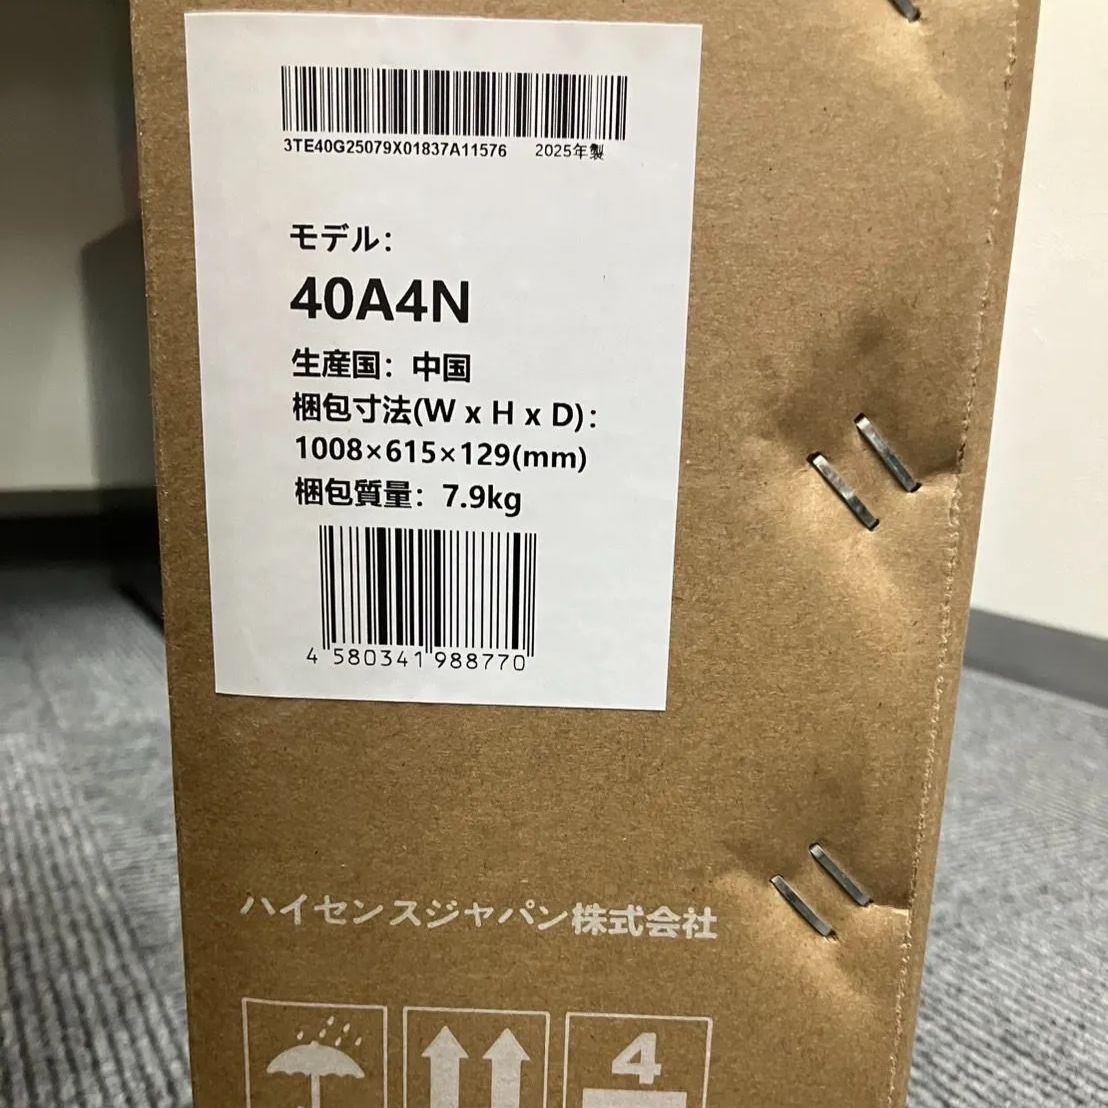 3TE40G25079X01837A11576 2025年製
モデル:
40A4N
生産国: 中国
梱包寸法(W x H x D):
1008×615×129(mm)
梱包質量: 7.9kg
4 580341 988770
ハイセンスジャパン株式会社
4